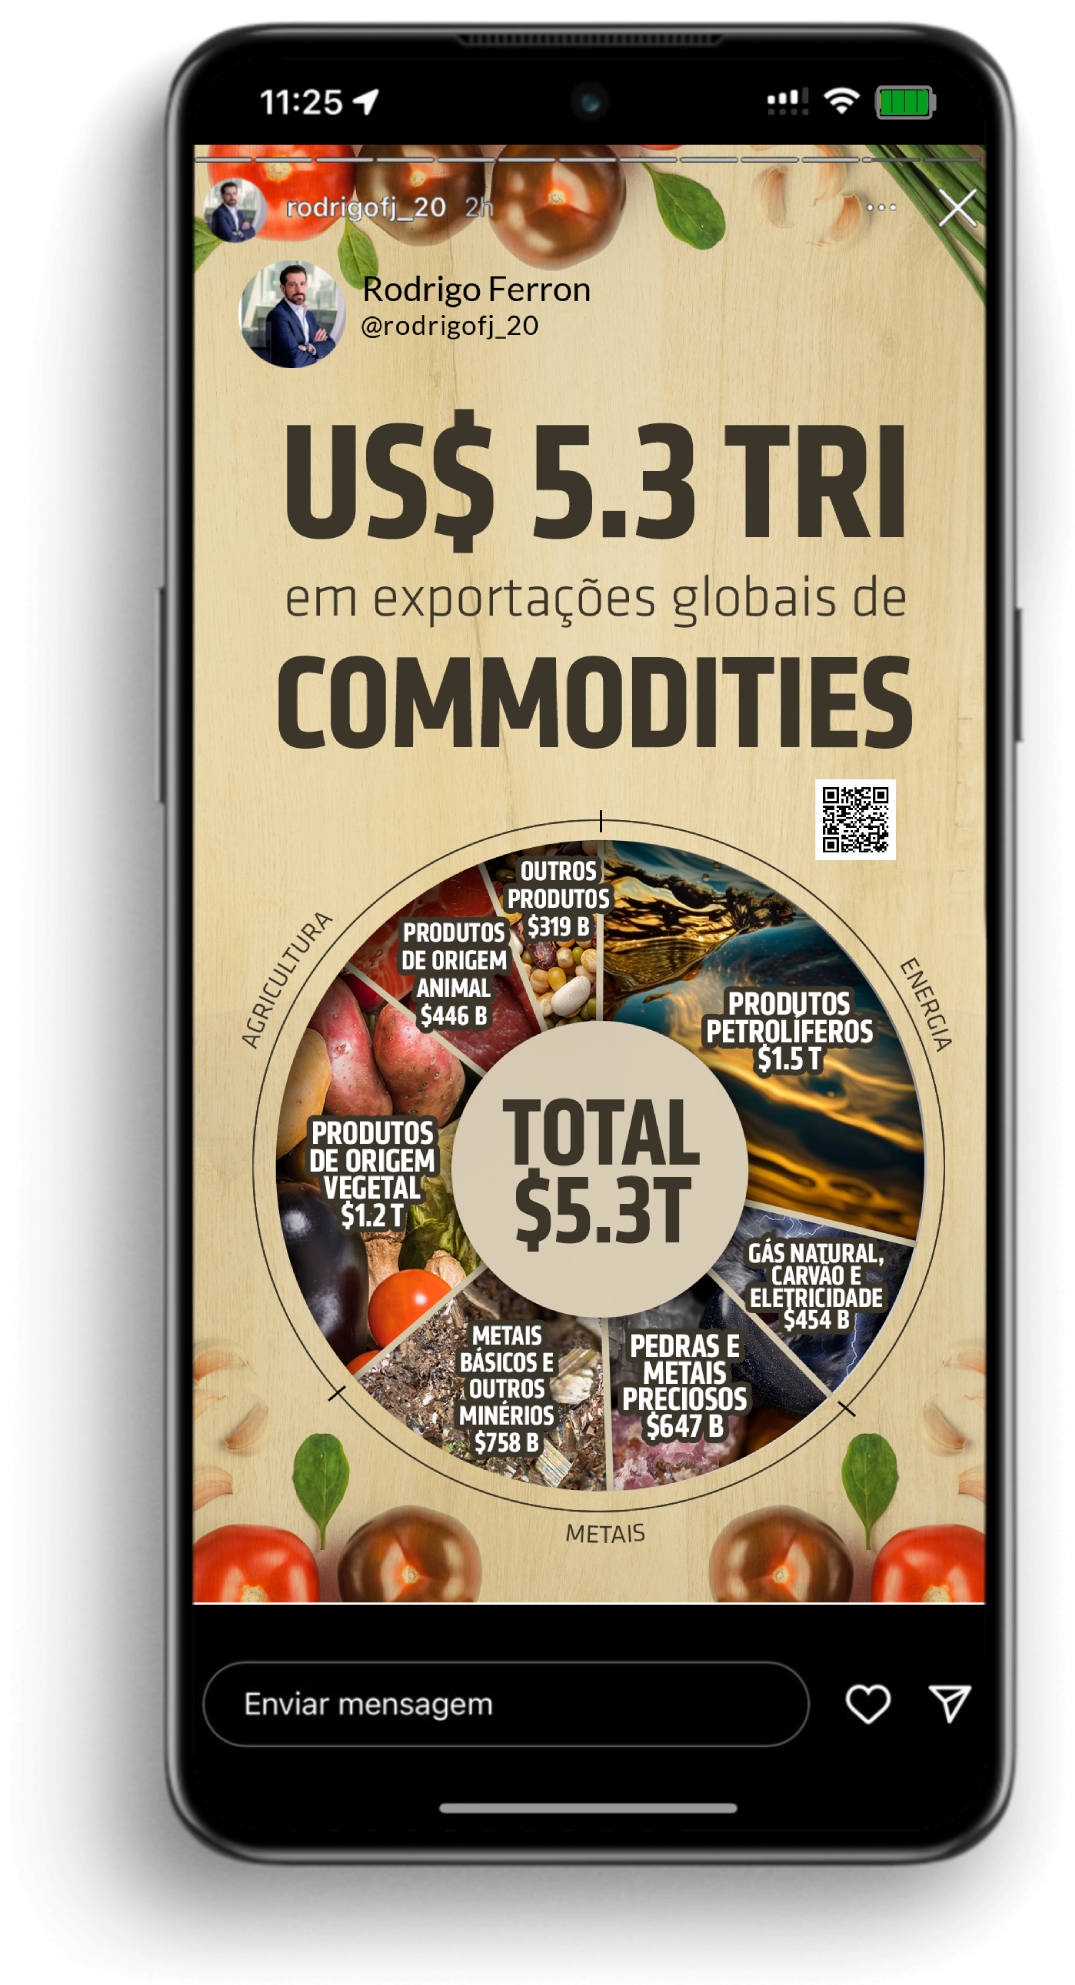 11:25
rodrigofj_20 2h
Rodrigo Ferron
@rodrigofj_20
US$ 5.3 TRI
em exportações globais de
COMMODITIES
AGRICULTURA
ENERGIA
METAIS
OUTROS
PRODUTOS
$319 B
PRODUTOS
DE ORIGEM
ANIMAL
$446 B
PRODUTOS
PETROLÍFEROS
$1.5 T
PRODUTOS
DE ORIGEM
VEGETAL
$1.2 T
TOTAL
$5.3T
GÁS NATURAL,
CARVÃO E
ELETRICIDADE
$454 B
METAIS
BÁSICOS E
OUTROS
MINÉRIOS
$758 B
PEDRAS E
METAIS
PRECIOSOS
$647 B
Enviar mensagem